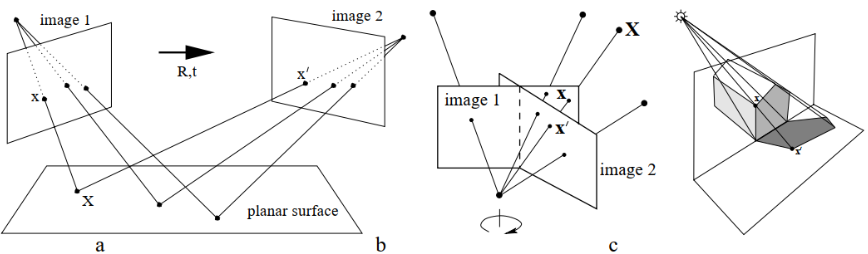 image 1
R,t
image 2
x
x′
X
planar surface
a
b
X
image 1
x
x′
image 2
c
x
x′